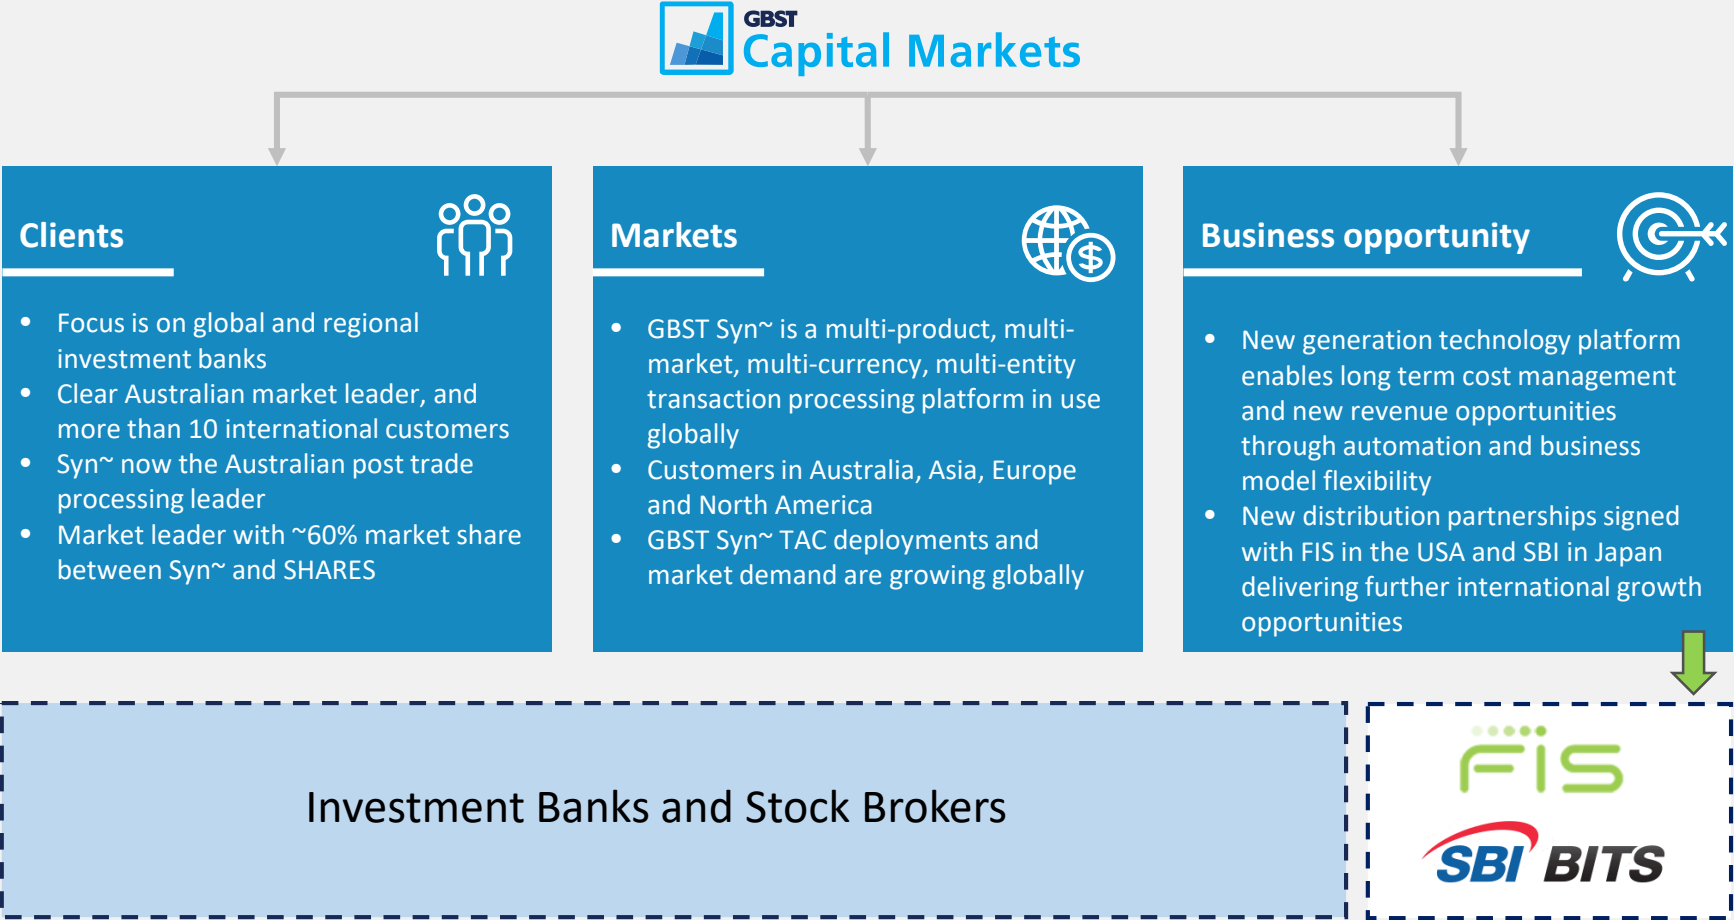 GBST
Capital Markets
Clients
• Focus is on global and regional
investment banks
• Clear Australian market leader, and
more than 10 international customers
• Syn~ now the Australian post trade
processing leader
• Market leader with ~60% market share
between Syn~ and SHARES
Markets
$
• GBST Syn~ is a multi-product, multi-
market, multi-currency, multi-entity
transaction processing platform in use
globally
• Customers in Australia, Asia, Europe
and North America
• GBST Syn~ TAC deployments and
market demand are growing globally
Business opportunity
• New generation technology platform
enables long term cost management
and new revenue opportunities
through automation and business
model flexibility
• New distribution partnerships signed
with FIS in the USA and SBI in Japan
delivering further international growth
opportunities
Investment Banks and Stock Brokers
FIS
SBI BITS